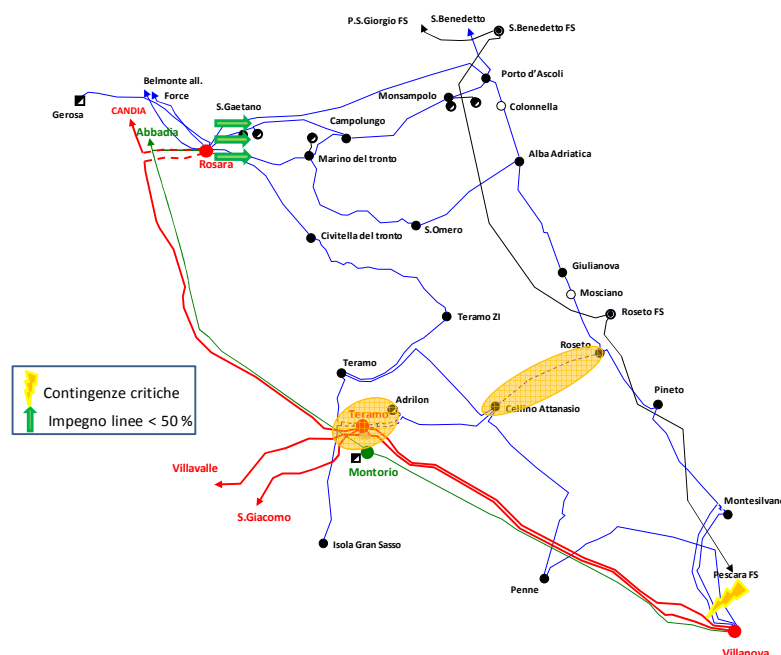 P.S.Giorgio FS
S.Benedetto
S.Benedetto FS
Belmonte all.
Force
Porto d'Ascoli
Gerosa
CANDIA
S.Gaetano
Monsampolo
Colonnella
Campolungo
Abbadia
Rosara
Marino del tronto
Alba Adriatica
S.Omero
Civitella del tronto
Giulianova
Mosciano
Roseto FS
Teramo ZI
Roseto
Teramo
Contingenze critiche
Impegno linee < 50 %
Adrilon
Cellino Attanasio
Pineto
Teramo
Villavalle
Montorio
S.Giacomo
Montesilvano
Isola Gran Sasso
Penne
Pescara FS
Villanova